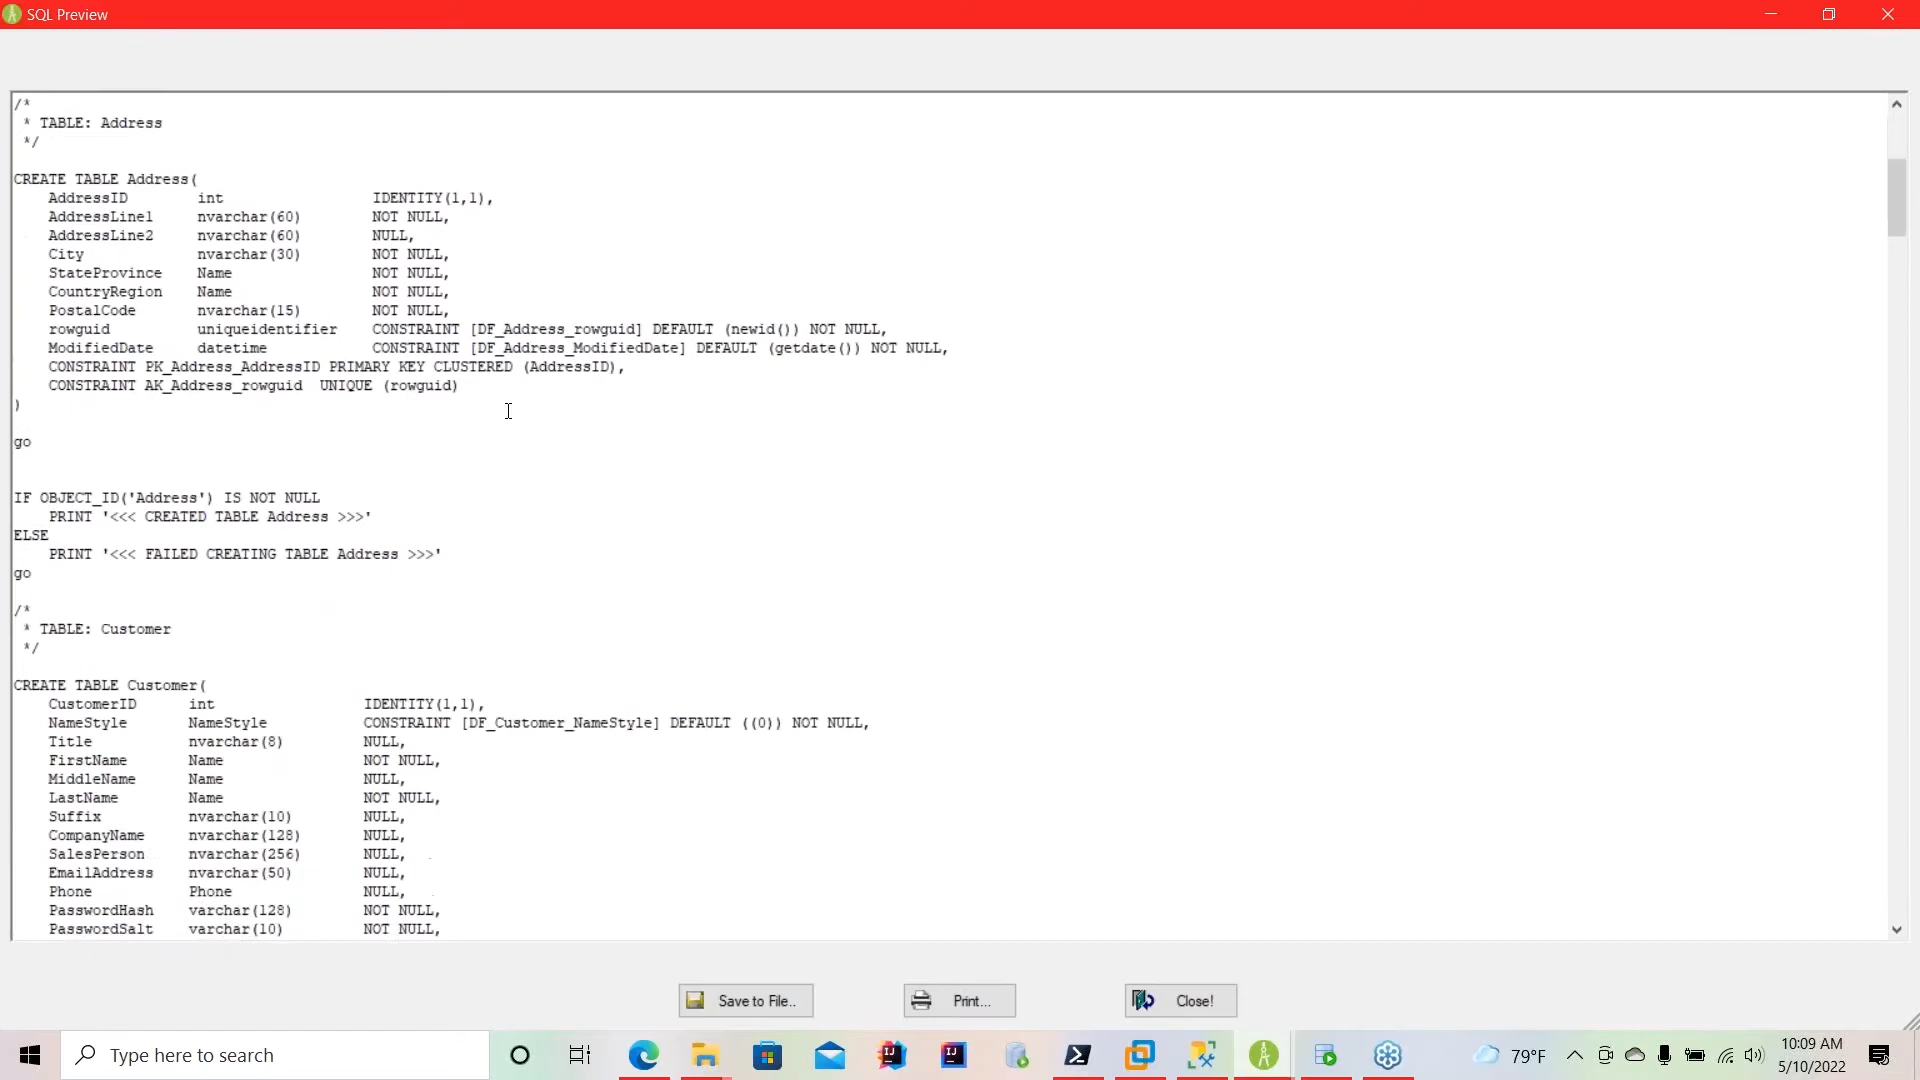 SQL Preview
/*
* TABLE: Address
*/
CREATE TABLE Address(
AddressID int IDENTITY(1,1),
AddressLine1 nvarchar(60) NOT NULL,
AddressLine2 nvarchar(60) NULL,
City nvarchar(30) NOT NULL,
StateProvince Name NOT NULL,
CountryRegion Name NOT NULL,
PostalCode nvarchar(15) NOT NULL,
rowguid uniqueidentifier CONSTRAINT [DF_Address_rowguid] DEFAULT (newid()) NOT NULL,
ModifiedDate datetime CONSTRAINT [DF_Address_ModifiedDate] DEFAULT (getdate()) NOT NULL,
CONSTRAINT PK_Address_AddressID PRIMARY KEY CLUSTERED (AddressID),
CONSTRAINT AK_Address_rowguid UNIQUE (rowguid)
)
go
IF OBJECT_ID('Address') IS NOT NULL
PRINT '<<< CREATED TABLE Address >>>'
ELSE
PRINT '<<< FAILED CREATING TABLE Address >>>'
go
/*
* TABLE: Customer
*/
CREATE TABLE Customer(
CustomerID int IDENTITY(1,1),
NameStyle NameStyle CONSTRAINT [DF_Customer_NameStyle] DEFAULT ((0)) NOT NULL,
Title nvarchar(8) NULL,
FirstName Name NOT NULL,
MiddleName Name NULL,
LastName Name NOT NULL,
Suffix nvarchar(10) NULL,
CompanyName nvarchar(128) NULL,
SalesPerson nvarchar(256) NULL,
EmailAddress nvarchar(50) NULL,
Phone Phone NULL,
PasswordHash varchar(128) NOT NULL,
PasswordSalt varchar(10) NOT NULL,
Save to File..
Print...
Close!
Type here to search
IJ
IJ
79°F
10:09 AM
5/10/2022